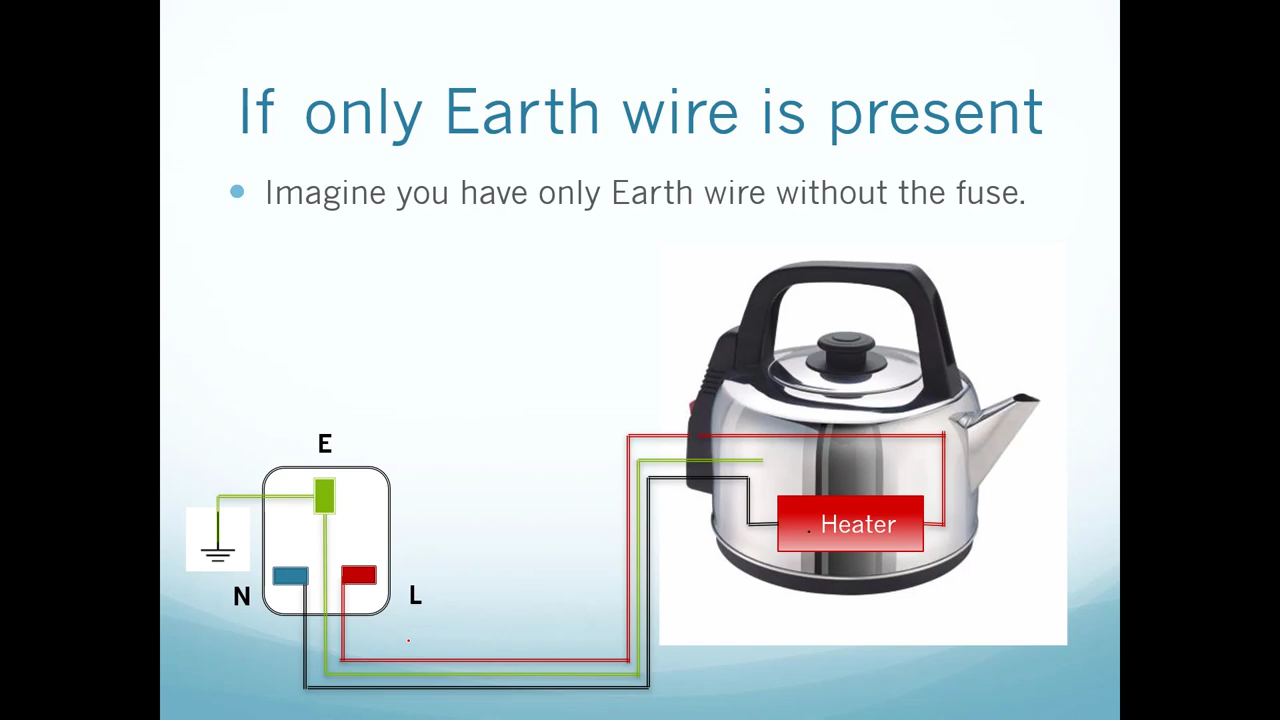 If only Earth wire is present
Imagine you have only Earth wire without the fuse.
E
. Heater
N
L